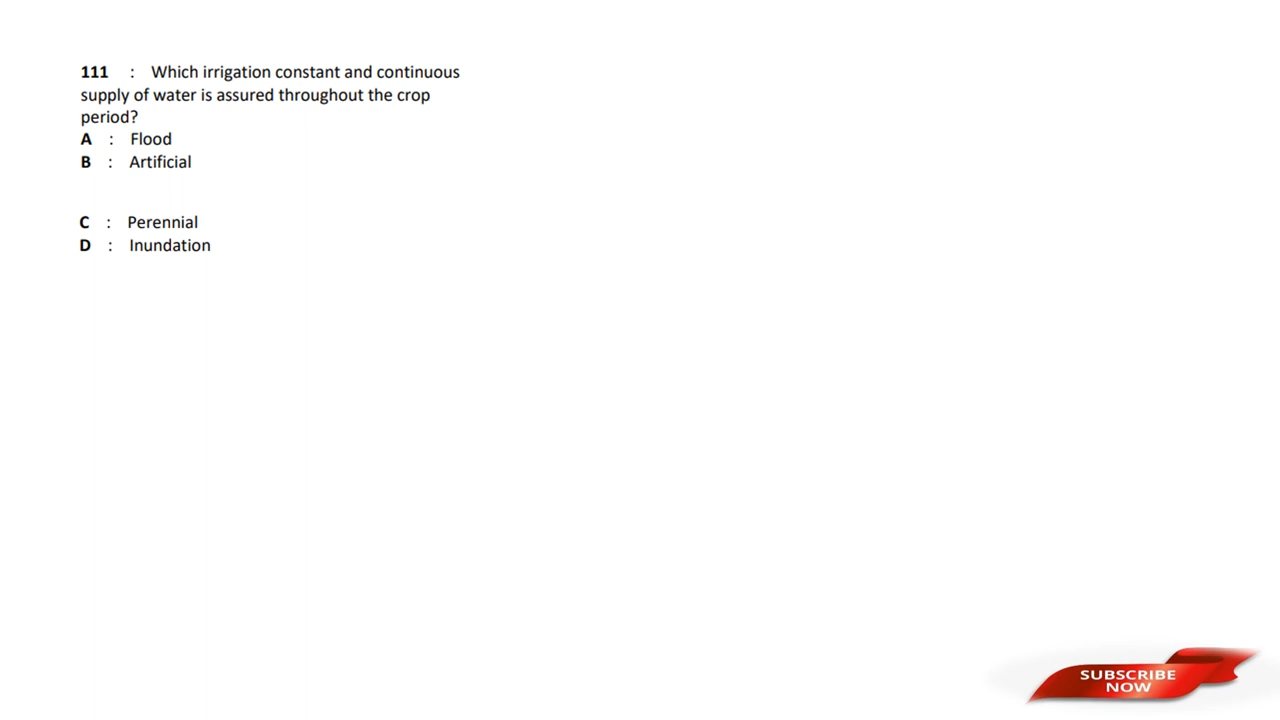 111 : Which irrigation constant and continuous
supply of water is assured throughout the crop
period?
A : Flood
B : Artificial
C : Perennial
D : Inundation
SUBSCRIBE
NOW